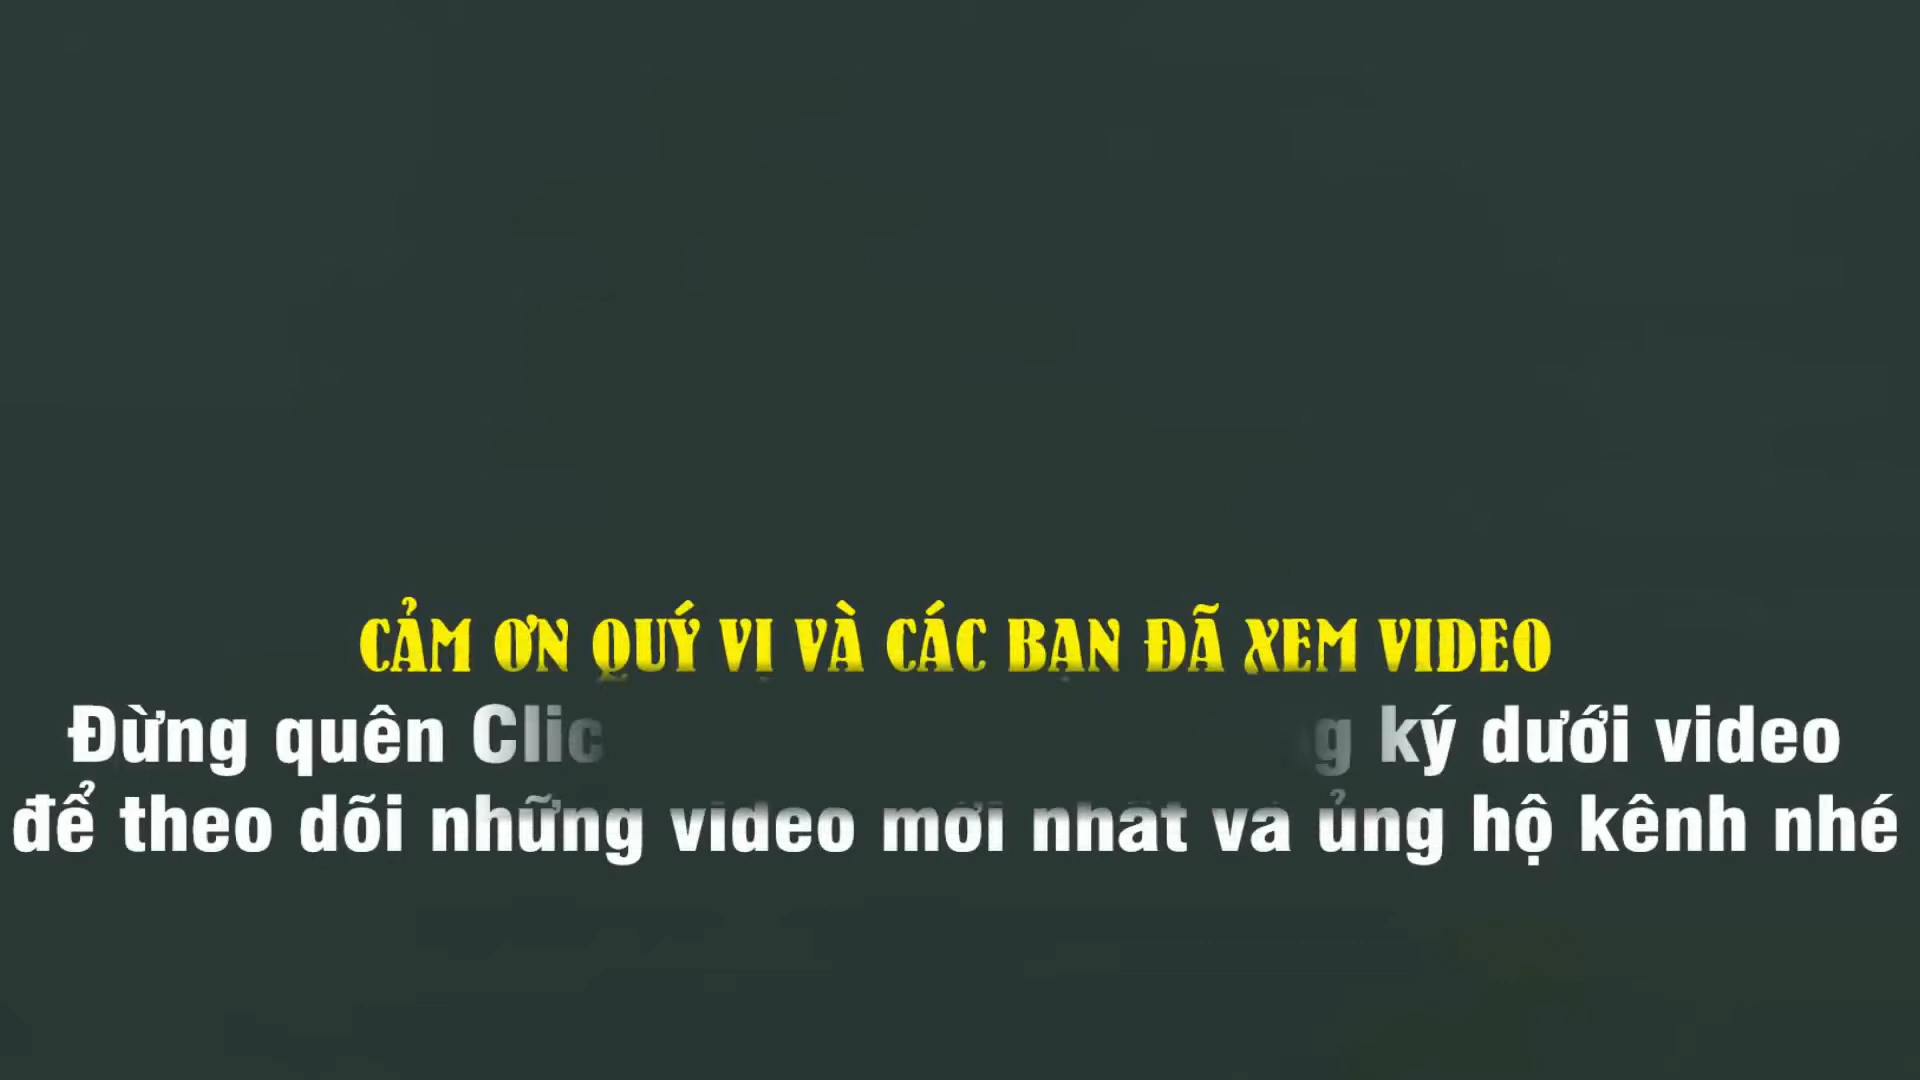 CẢM ƠN QUÝ VỊ VÀ CÁC BẠN ĐÃ XEM VIDEO
Đừng quên ký dưới video
để theo dõi những video mới nhất và ủng hộ kênh nhé